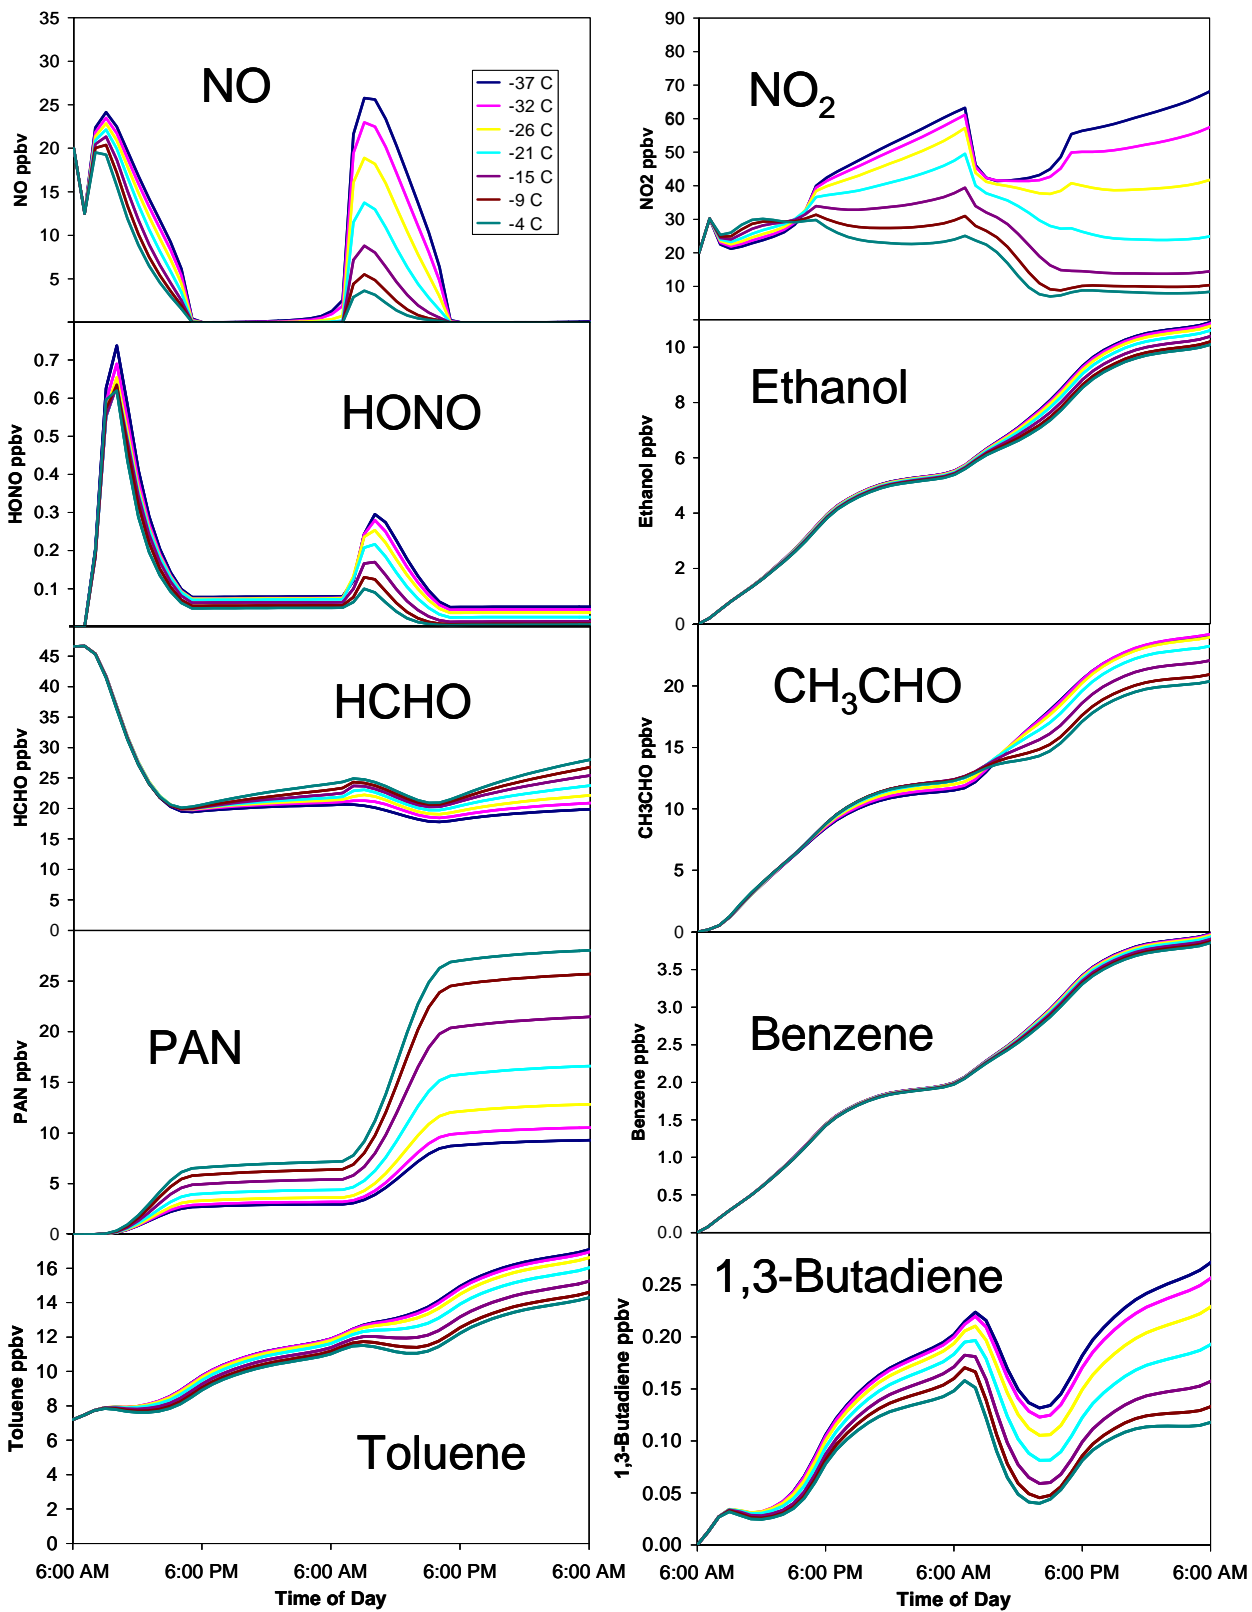 NO
NO ppbv
35
30
25
20
15
10
5
-37 C
-32 C
-26 C
-21 C
-15 C
-9 C
-4 C
NO2
NO2 ppbv
90
80
70
60
50
40
30
20
10
HONO
HONO ppbv
0.7
0.6
0.5
0.4
0.3
0.2
0.1
Ethanol
Ethanol ppbv
10
8
6
4
2
0
HCHO
HCHO ppbv
45
40
35
30
25
20
15
10
5
0
CH3CHO
CH3CHO ppbv
20
15
10
5
0
PAN
PAN ppbv
25
20
15
10
5
0
Benzene
Benzene ppbv
3.5
3.0
2.5
2.0
1.5
1.0
0.5
0.0
Toluene
Toluene ppbv
16
14
12
10
8
6
4
2
0
6:00 AM 6:00 PM 6:00 AM 6:00 PM 6:00 AM
Time of Day
1,3-Butadiene
1,3-Butadiene ppbv
0.25
0.20
0.15
0.10
0.05
0.00
6:00 AM 6:00 PM 6:00 AM 6:00 PM 6:00 AM
Time of Day